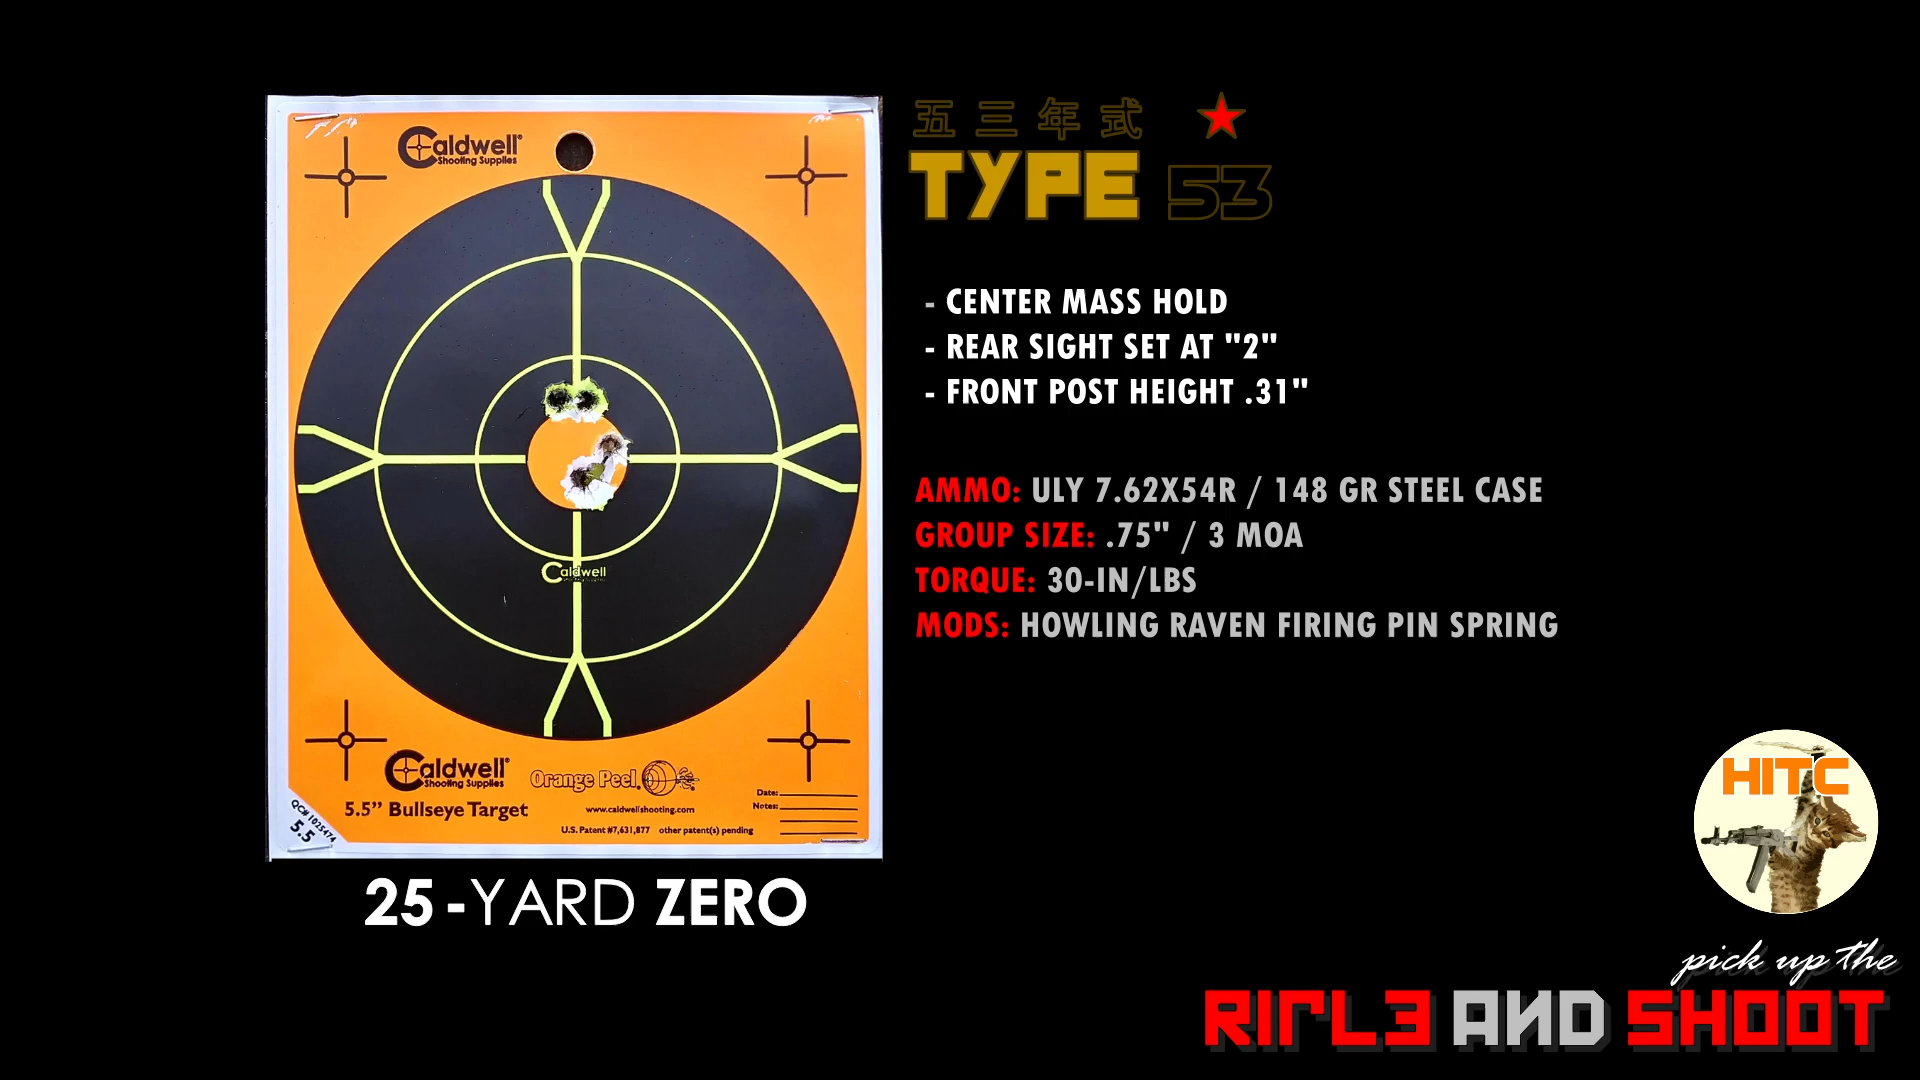 Caldwell®
Shooting Supplies
Caldwell
Caldwell®
Shooting Supplies
Orange Peel®
5.5” Bullseye Target
www.caldwellshooting.com
U.S. Patent #7,631,877 other patent(s) pending
Date:
Notes:
QC# 1025474
5.5
25-YARD ZERO
五三年式
TYPE 53
- CENTER MASS HOLD
- REAR SIGHT SET AT "2"
- FRONT POST HEIGHT .31"
AMMO: ULY 7.62X54R / 148 GR STEEL CASE
GROUP SIZE: .75" / 3 MOA
TORQUE: 30-IN/LBS
MODS: HOWLING RAVEN FIRING PIN SPRING
HITC
pick up the
RIFLE AND SHOOT